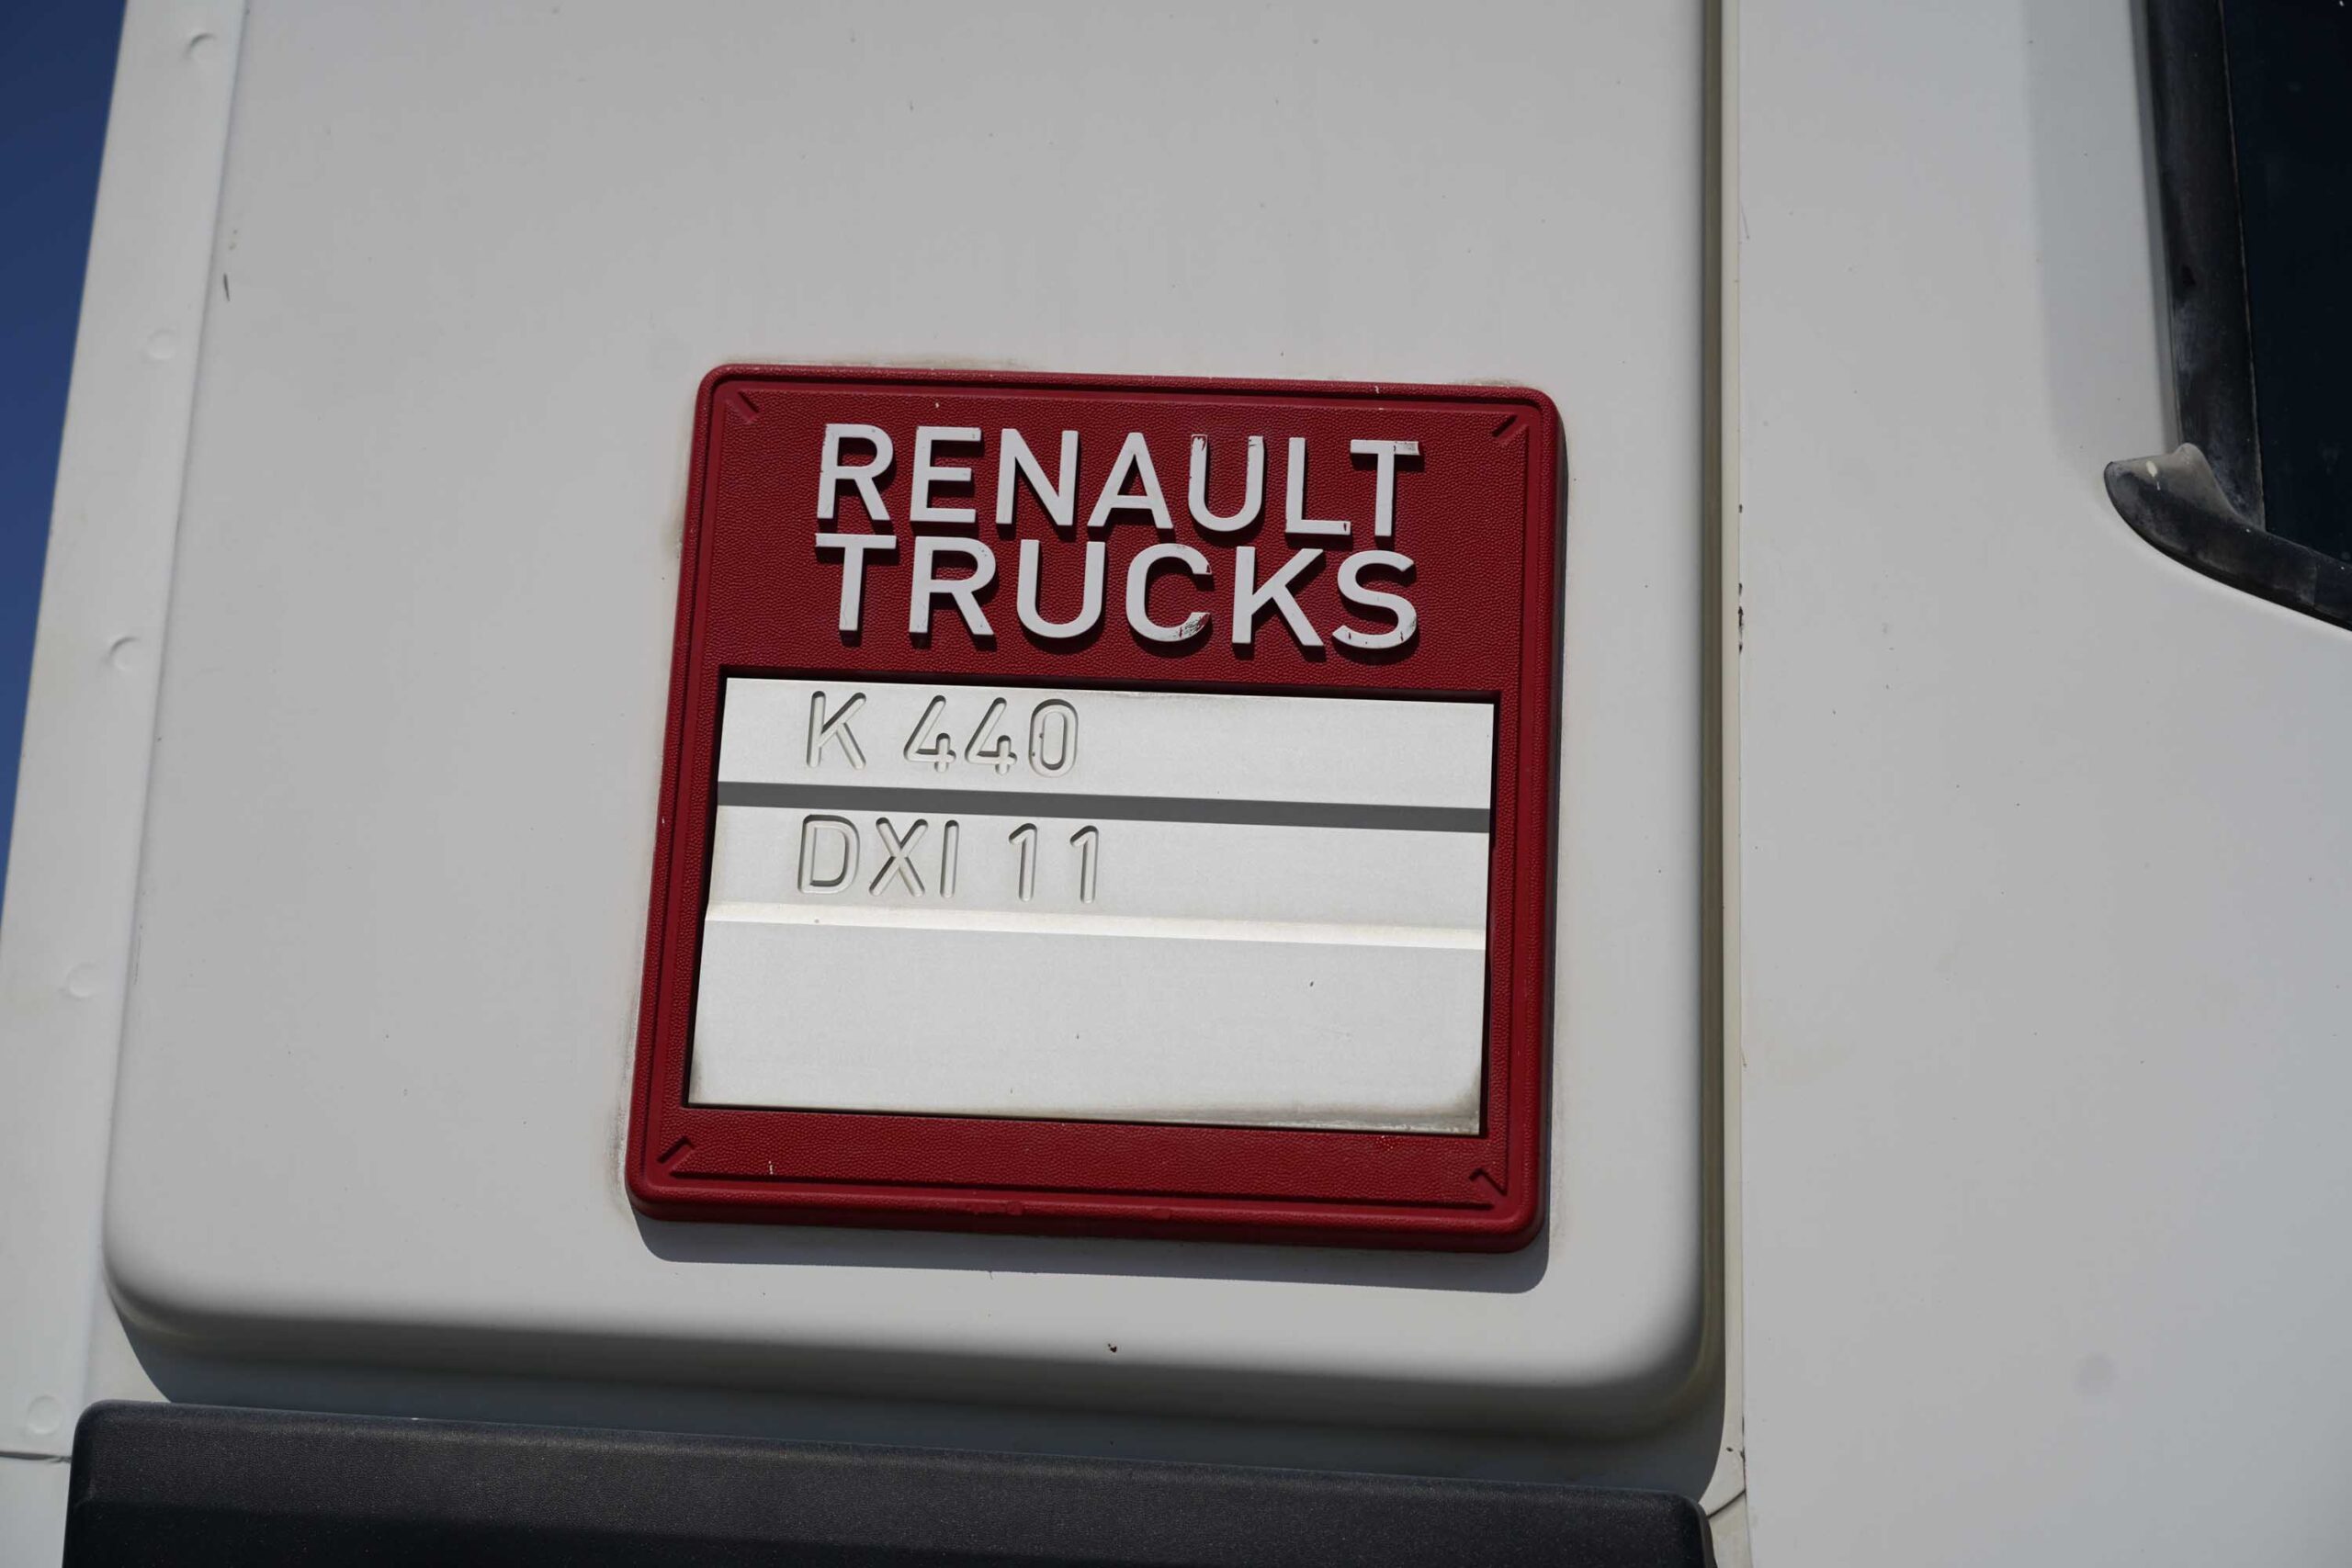 RENAULT
TRUCKS
K 440
DXI 11